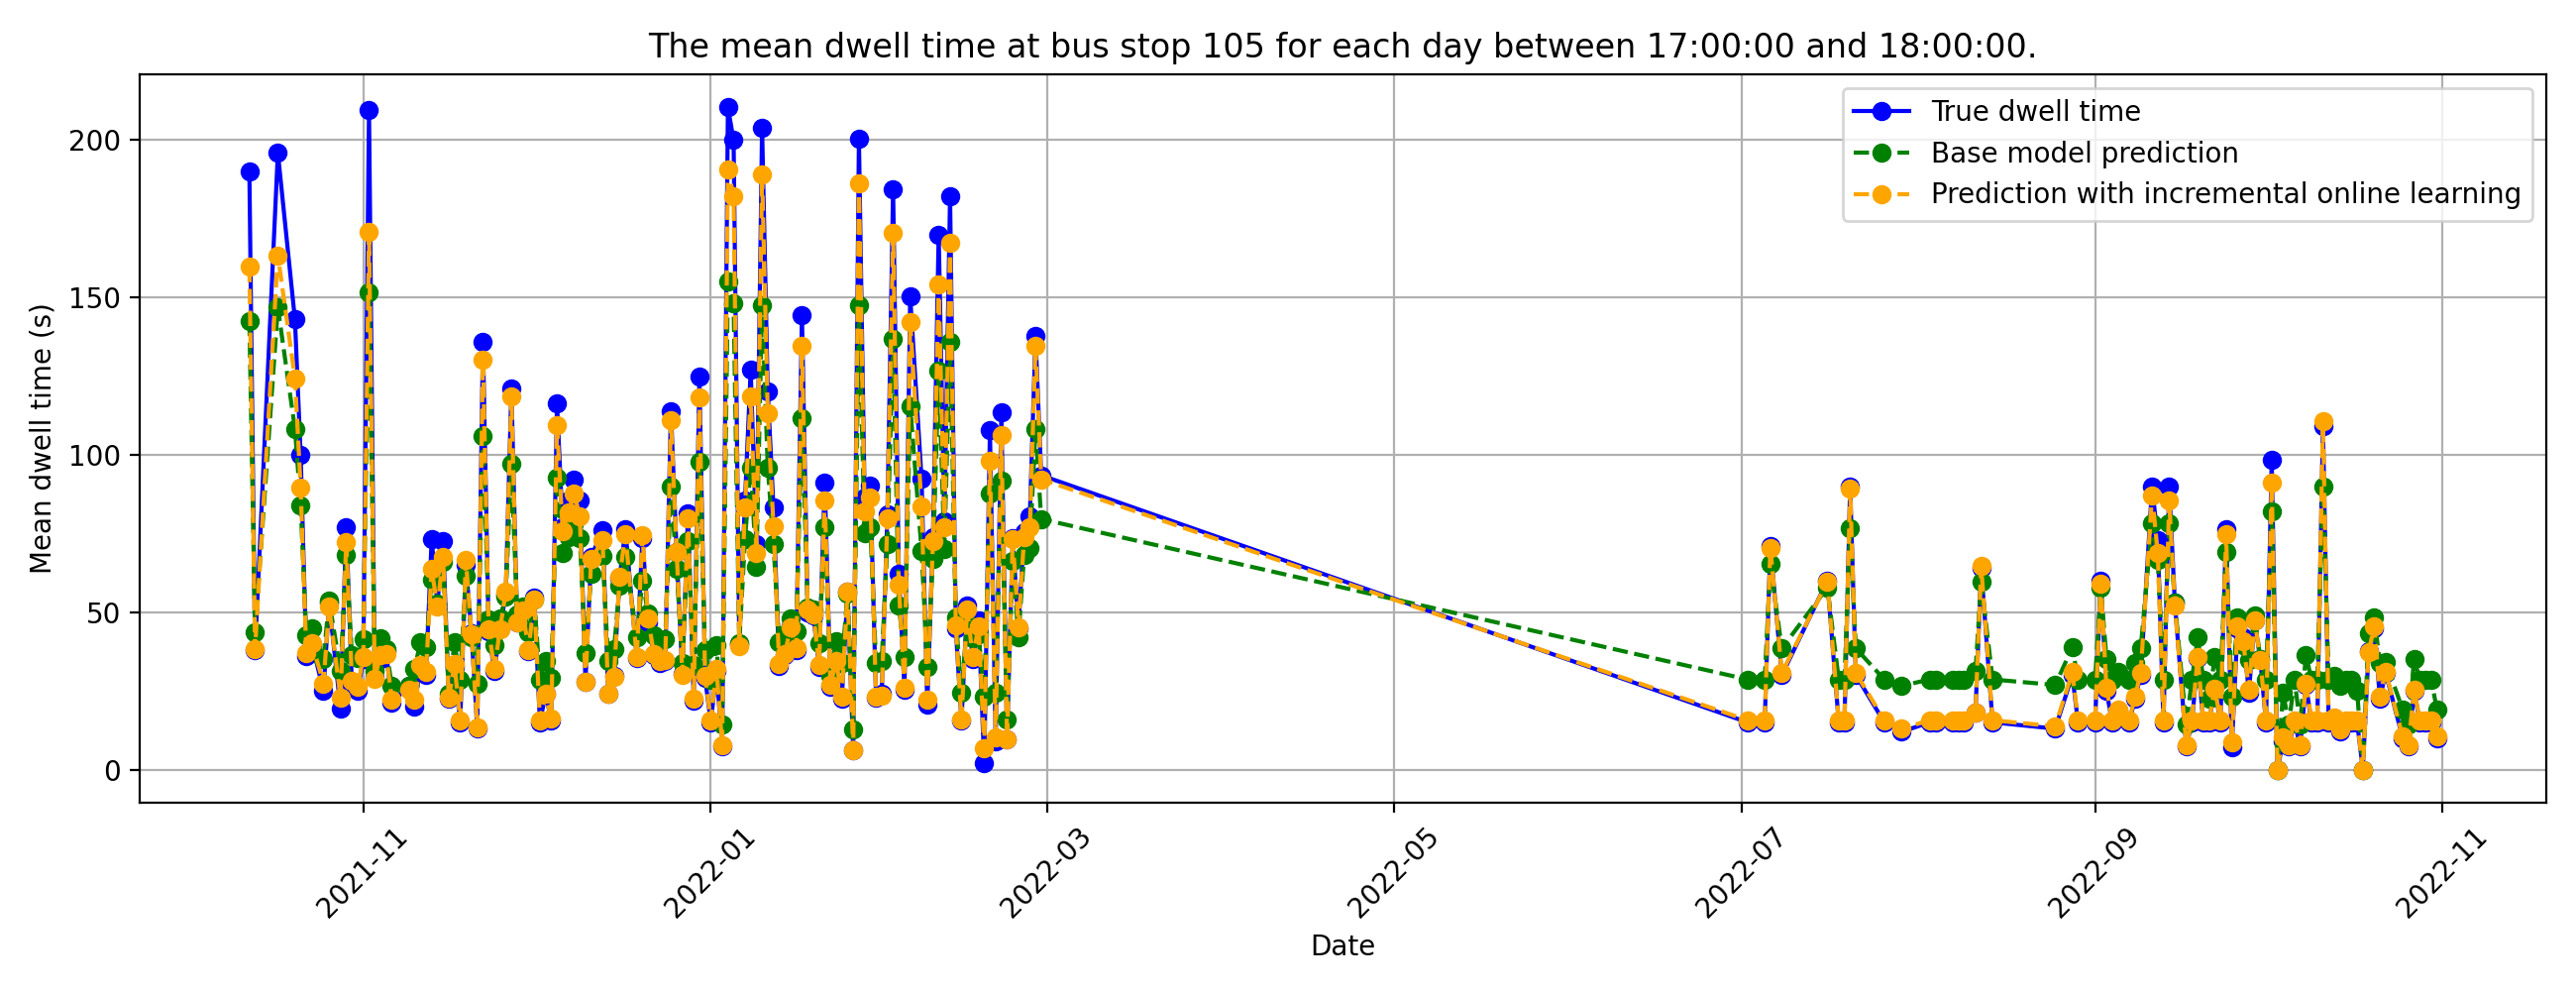 The mean dwell time at bus stop 105 for each day between 17:00:00 and 18:00:00.
True dwell time
Base model prediction
Prediction with incremental online learning
Mean dwell time (s)
200
150
100
50
0
2021-11
2022-01
2022-03
2022-05
2022-07
2022-09
2022-11
Date